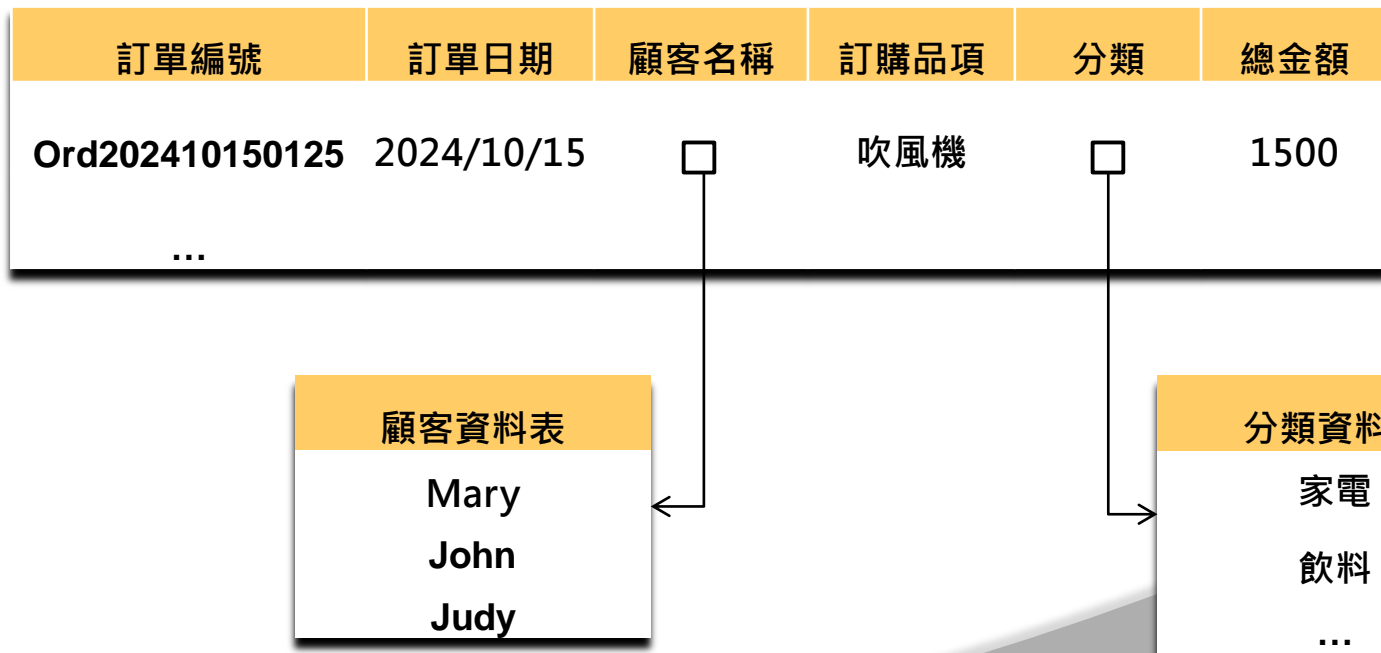 訂單編號 訂單日期 顧客名稱 訂購品項 分類 總金額
Ord202410150125 2024/10/15 吹風機 1500
...
顧客資料表
Mary
John
Judy
分類資料
家電
飲料
...